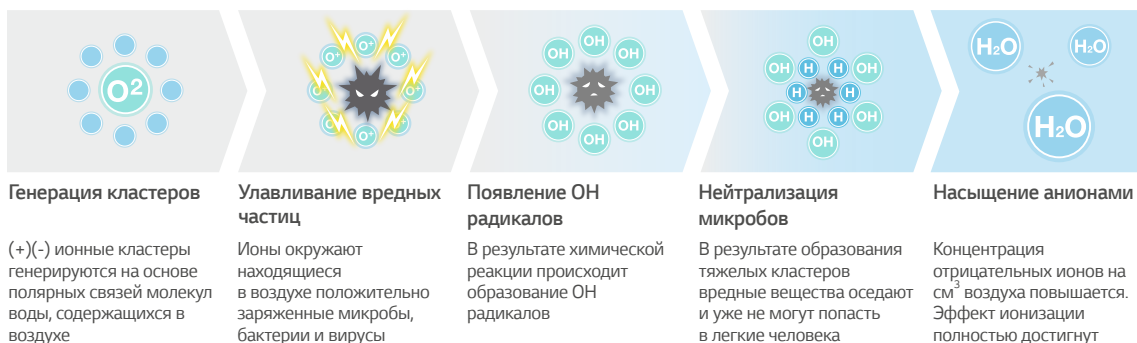 O2
O+ O+ O+
O+ O+
O+ O+ O+
OH
OH OH
OH OH
OH OH
OH
OH
OH H H OH
H H
OH H H OH
OH
H2O H2O
H2O
Генерация кластеров
(+)(-) ионные кластеры
генерируются на основе
полярных связей молекул
воды, содержащихся в
воздухе
Улавливание вредных
частиц
Ионы окружают
находящиеся
в воздухе положительно
заряженные микробы,
бактерии и вирусы
Появление ОН
радикалов
В результате химической
реакции происходит
образование ОН
радикалов
Нейтрализация
микробов
В результате образования
тяжелых кластеров
вредные вещества оседают
и уже не могут попасть
в легкие человека
Насыщение анионами
Концентрация
отрицательных ионов на
см3 воздуха повышается.
Эффект ионизации
полностью достигнут